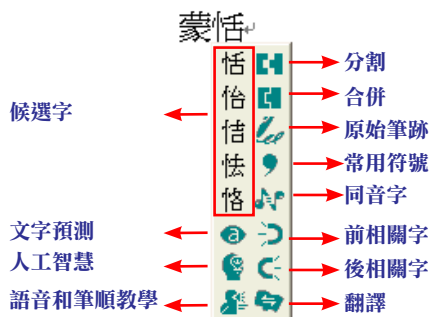 蒙恬
恬 分割
怡 合併
候選字 佶 原始筆跡
怯 常用符號
恪 同音字
文字預測 a 前相關字
人工智慧 後相關字
語音和筆順教學 翻譯